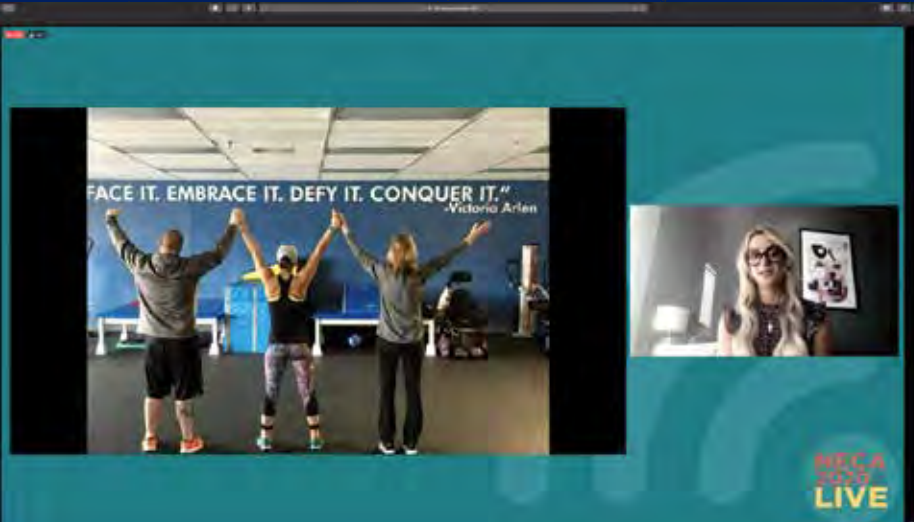 FACE IT. EMBRACE IT. DEFY IT. CONQUER IT."
-Victoria Arlen
NECA
2020
LIVE